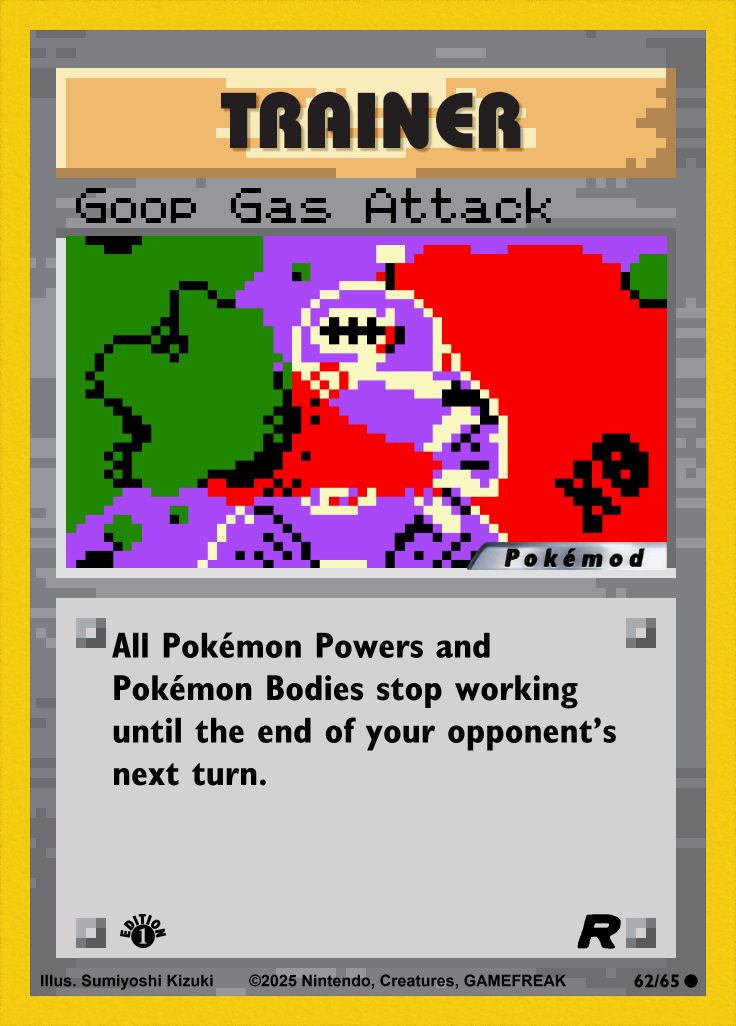 TRAINER
Goop Gas Attack
Pokémod
All Pokémon Powers and
Pokémon Bodies stop working
until the end of your opponent's
next turn.
EDITION
1
R
Illus. Sumiyoshi Kizuki ©2025 Nintendo, Creatures, GAMEFREAK 62/65